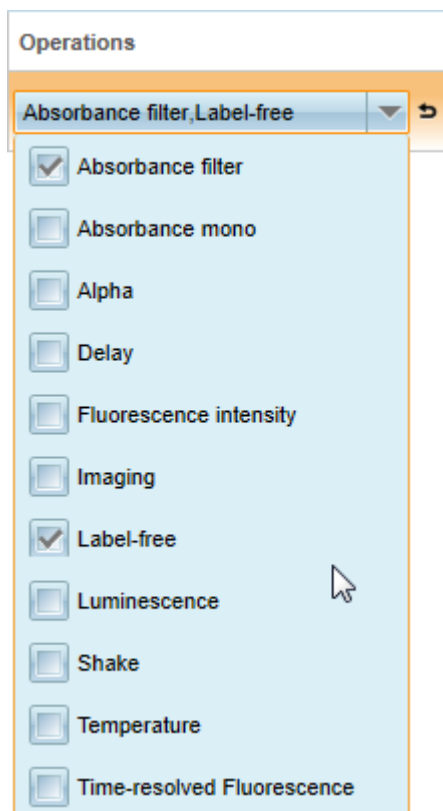 Operations
Absorbance filter,Label-free
Absorbance filter
Absorbance mono
Alpha
Delay
Fluorescence intensity
Imaging
Label-free
Luminescence
Shake
Temperature
Time-resolved Fluorescence